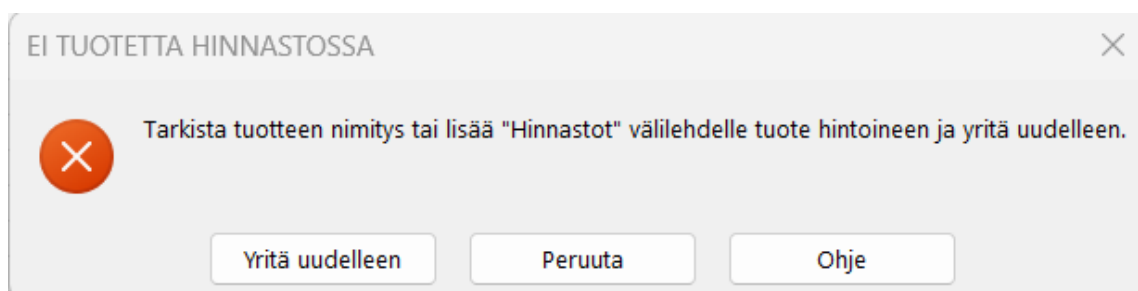 EI TUOTETTA HINNASTOSSA
Tarkista tuotteen nimitys tai lisää "Hinnastot" välilehdelle tuote hintoineen ja yritä uudelleen.
Yritä uudelleen
Peruuta
Ohje